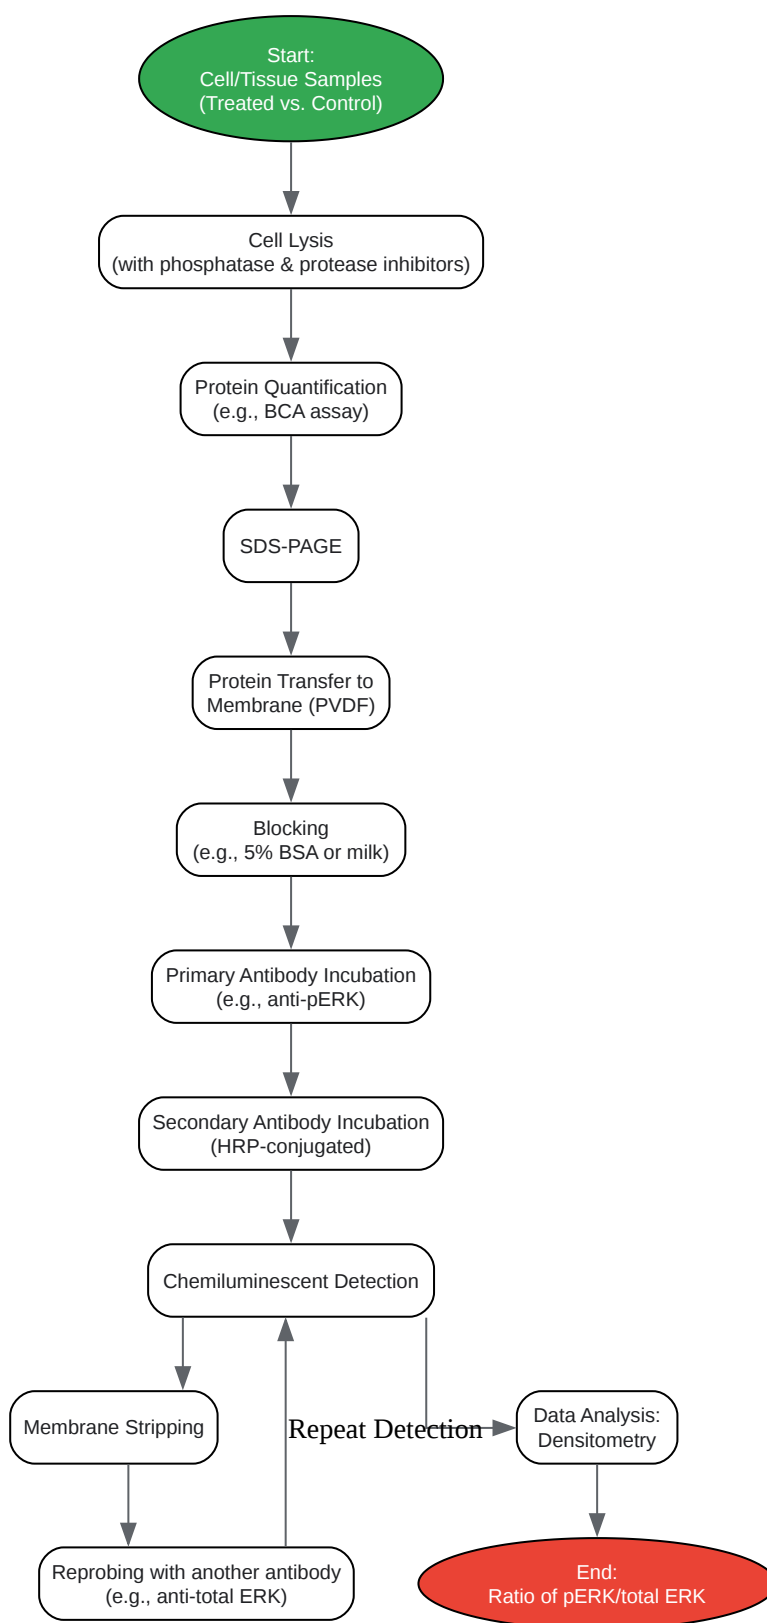 Start:
Cell/Tissue Samples
(Treated vs. Control)
Cell Lysis
(with phosphatase & protease inhibitors)
Protein Quantification
(e.g., BCA assay)
SDS-PAGE
Protein Transfer to
Membrane (PVDF)
Blocking
(e.g., 5% BSA or milk)
Primary Antibody Incubation
(e.g., anti-pERK)
Secondary Antibody Incubation
(HRP-conjugated)
Chemiluminescent Detection
Membrane Stripping
Repeat Detection
Data Analysis:
Densitometry
Reprobing with another antibody
(e.g., anti-total ERK)
End:
Ratio of pERK/total ERK